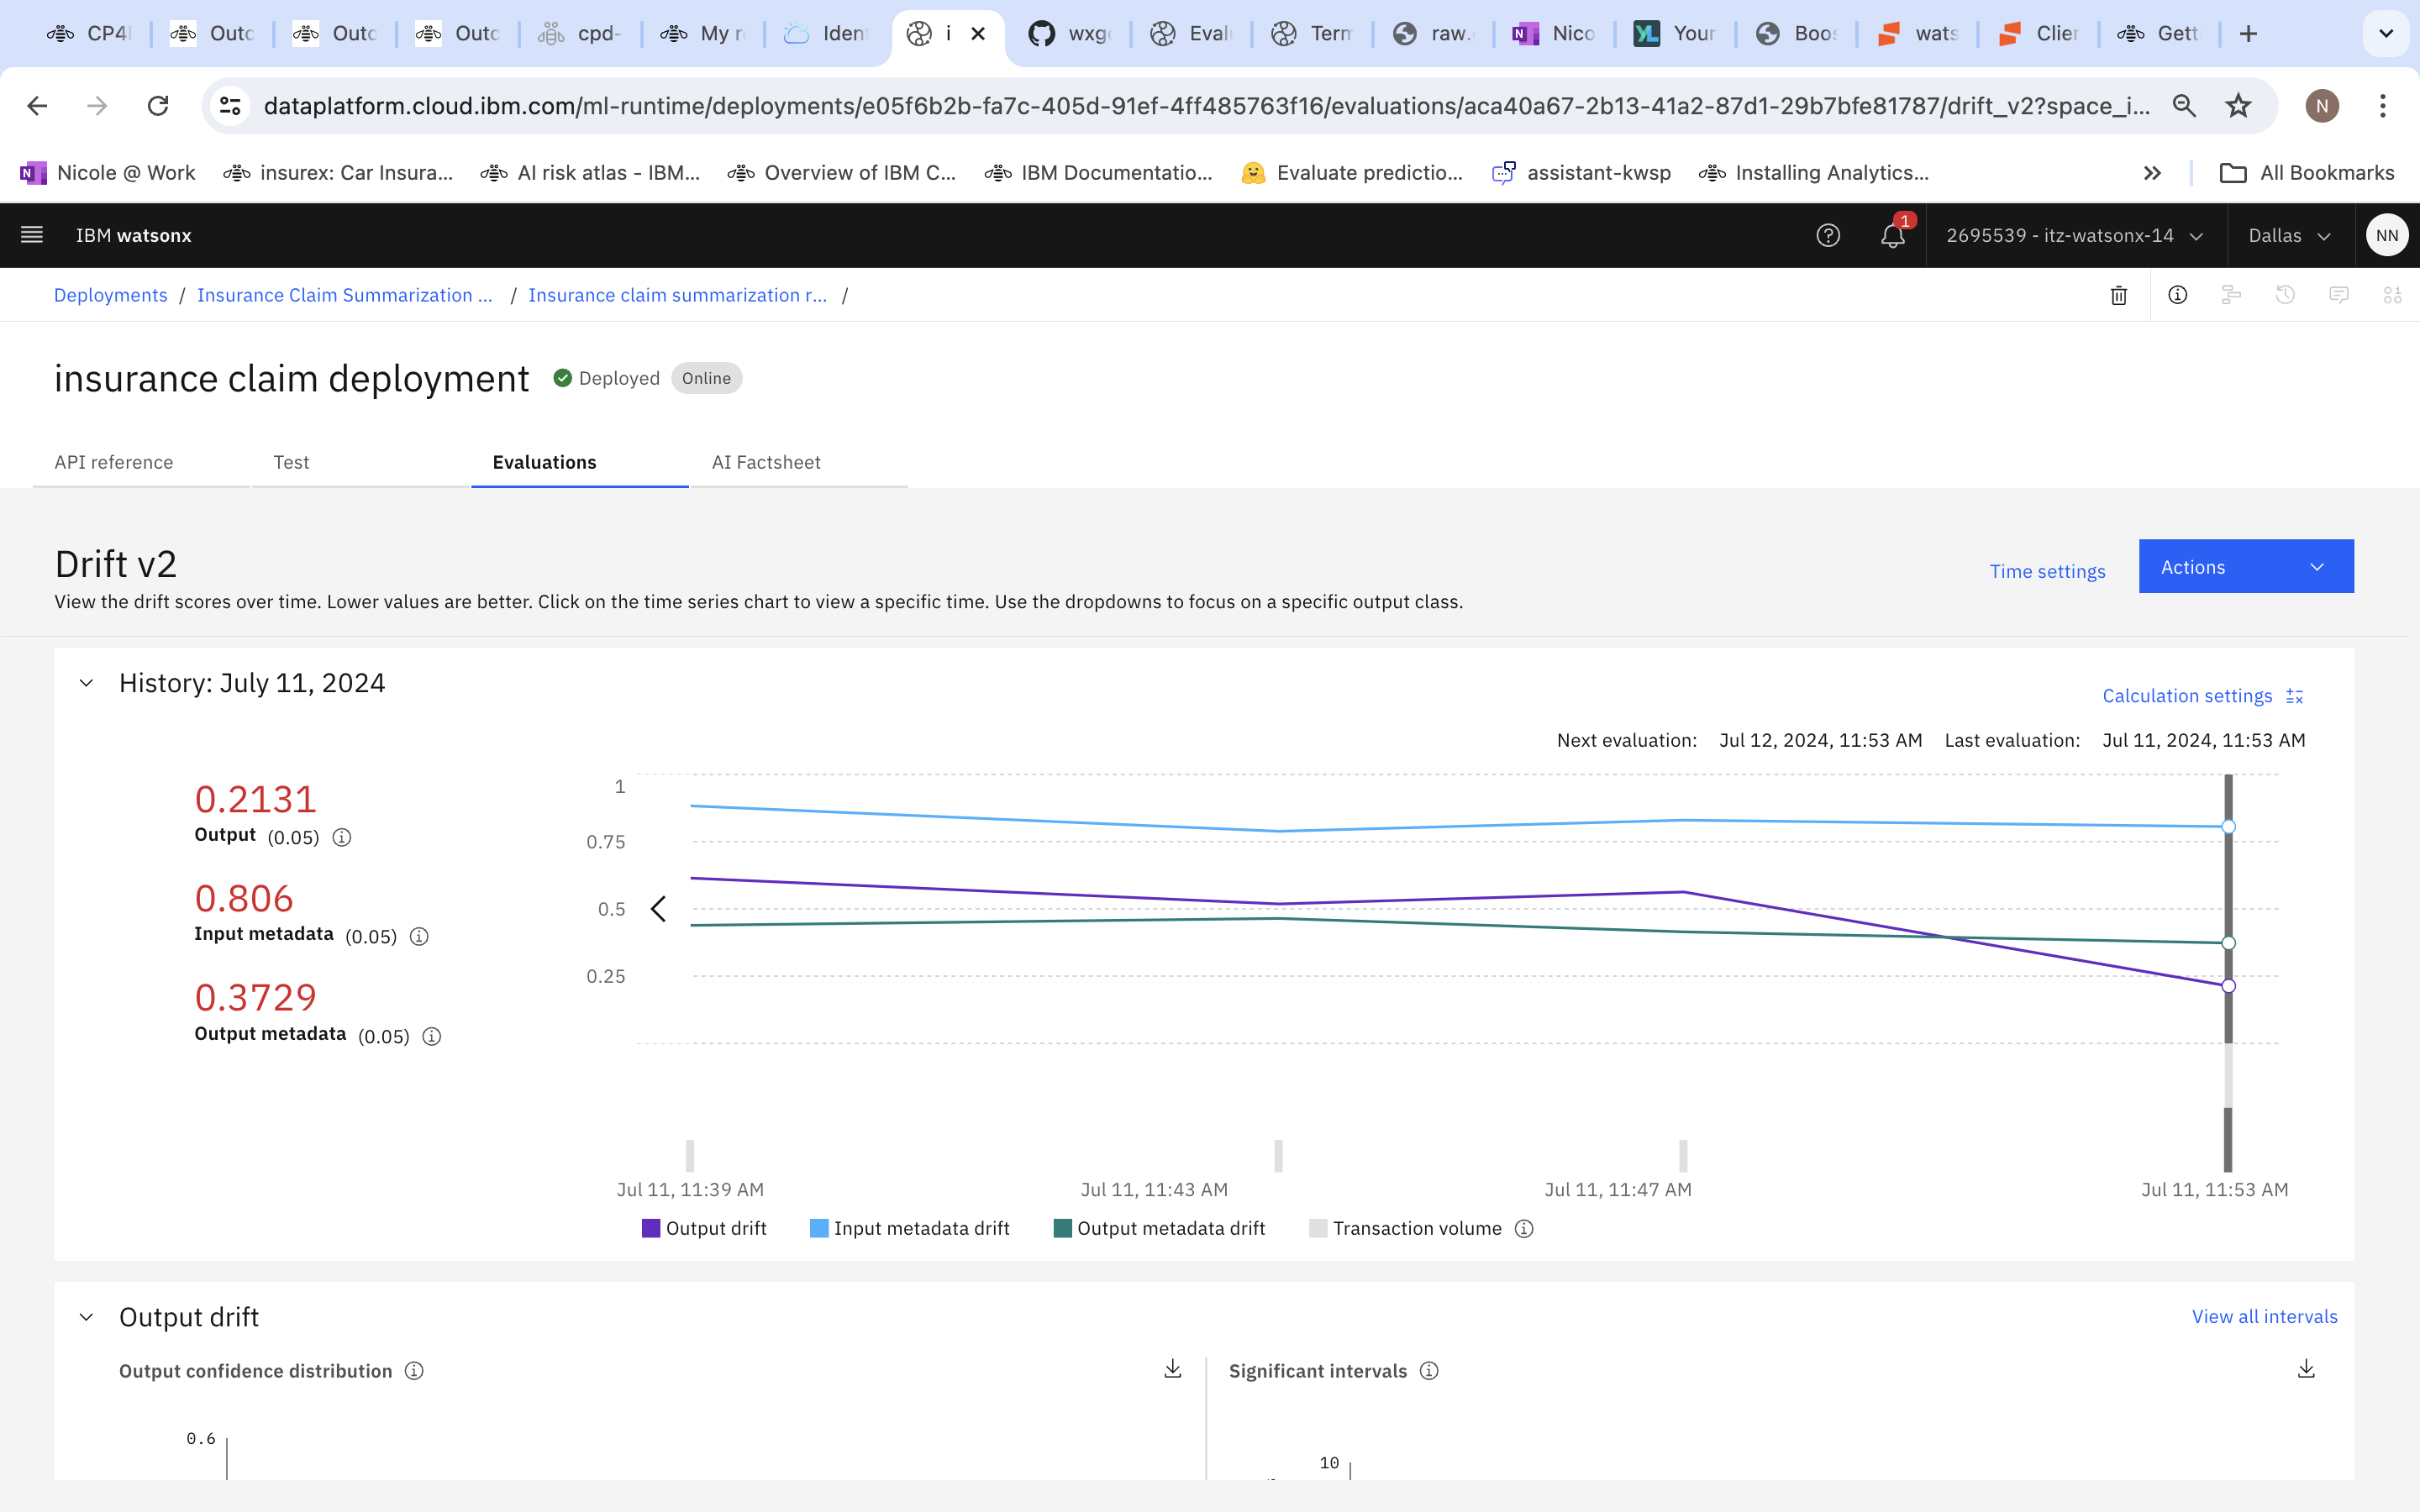 CP4 Outc Outc Outc cpd- My r Iden i wxg Eval Term raw. Nico YL Your Boos wats Clier Gett
dataplatform.cloud.ibm.com/ml-runtime/deployments/e05f6b2b-fa7c-405d-91ef-4ff485763f16/evaluations/aca40a67-2b13-41a2-87d1-29b7bfe81787/drift_v2?space_i... N
N Nicole @ Work insurex: Car Insura... AI risk atlas - IBM... Overview of IBM C... IBM Documentatio... Evaluate predictio... assistant-kwsp Installing Analytics... All Bookmarks
IBM watsonx 1 2695539 - itz-watsonx-14 Dallas NN
Deployments / Insurance Claim Summarization ... / Insurance claim summarization r... /
insurance claim deployment Deployed Online
API reference Test Evaluations AI Factsheet
Drift v2
Time settings Actions
View the drift scores over time. Lower values are better. Click on the time series chart to view a specific time. Use the dropdowns to focus on a specific output class.
History: July 11, 2024
Calculation settings
Next evaluation: Jul 12, 2024, 11:53 AM Last evaluation: Jul 11, 2024, 11:53 AM
0.2131
Output (0.05)
0.806
Input metadata (0.05)
0.3729
Output metadata (0.05)
1
0.75
0.5
0.25
Jul 11, 11:39 AM Jul 11, 11:43 AM Jul 11, 11:47 AM Jul 11, 11:53 AM
Output drift Input metadata drift Output metadata drift Transaction volume
Output drift View all intervals
Output confidence distribution Significant intervals
0.6
10